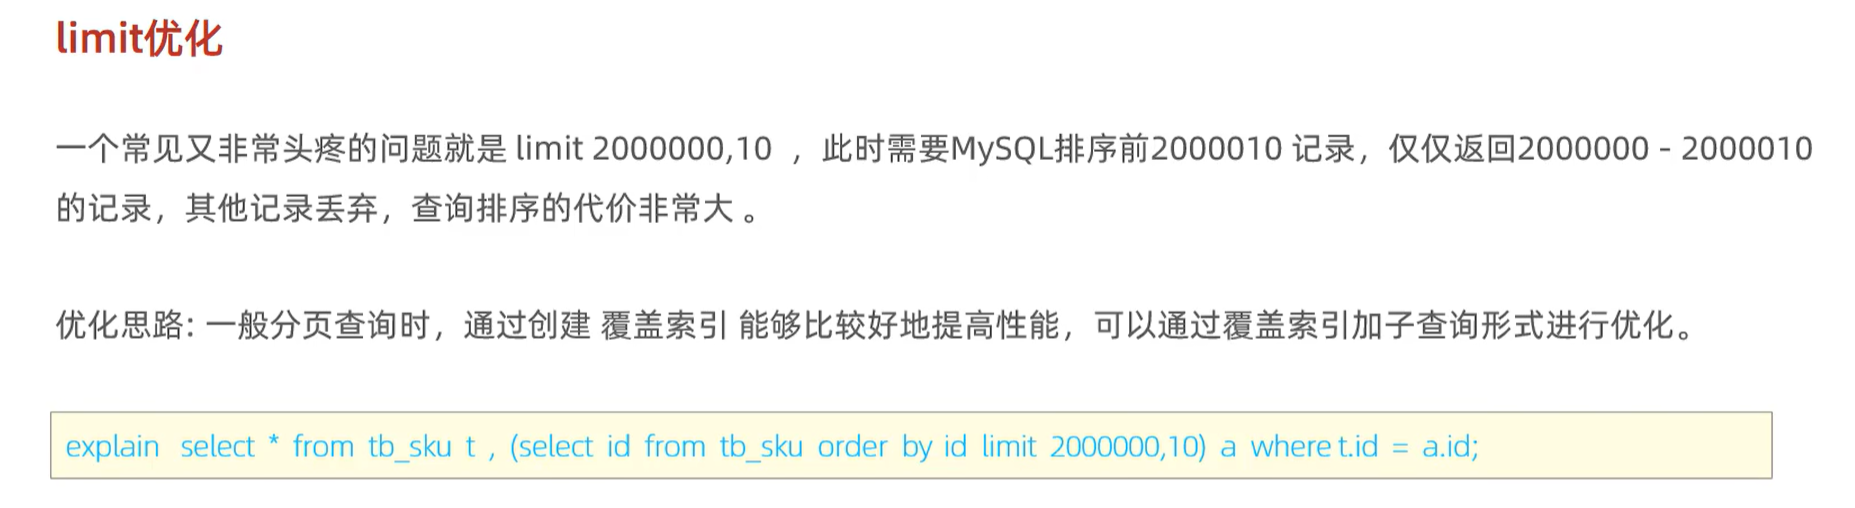 limit优化
一个常见又非常头疼的问题就是 limit 2000000,10 ，此时需要MySQL排序前2000010 记录，仅仅返回2000000 - 2000010
的记录，其他记录丢弃，查询排序的代价非常大 。
优化思路: 一般分页查询时，通过创建 覆盖索引 能够比较好地提高性能，可以通过覆盖索引加子查询形式进行优化。
explain select * from tb_sku t , (select id from tb_sku order by id limit 2000000,10) a where t.id = a.id;